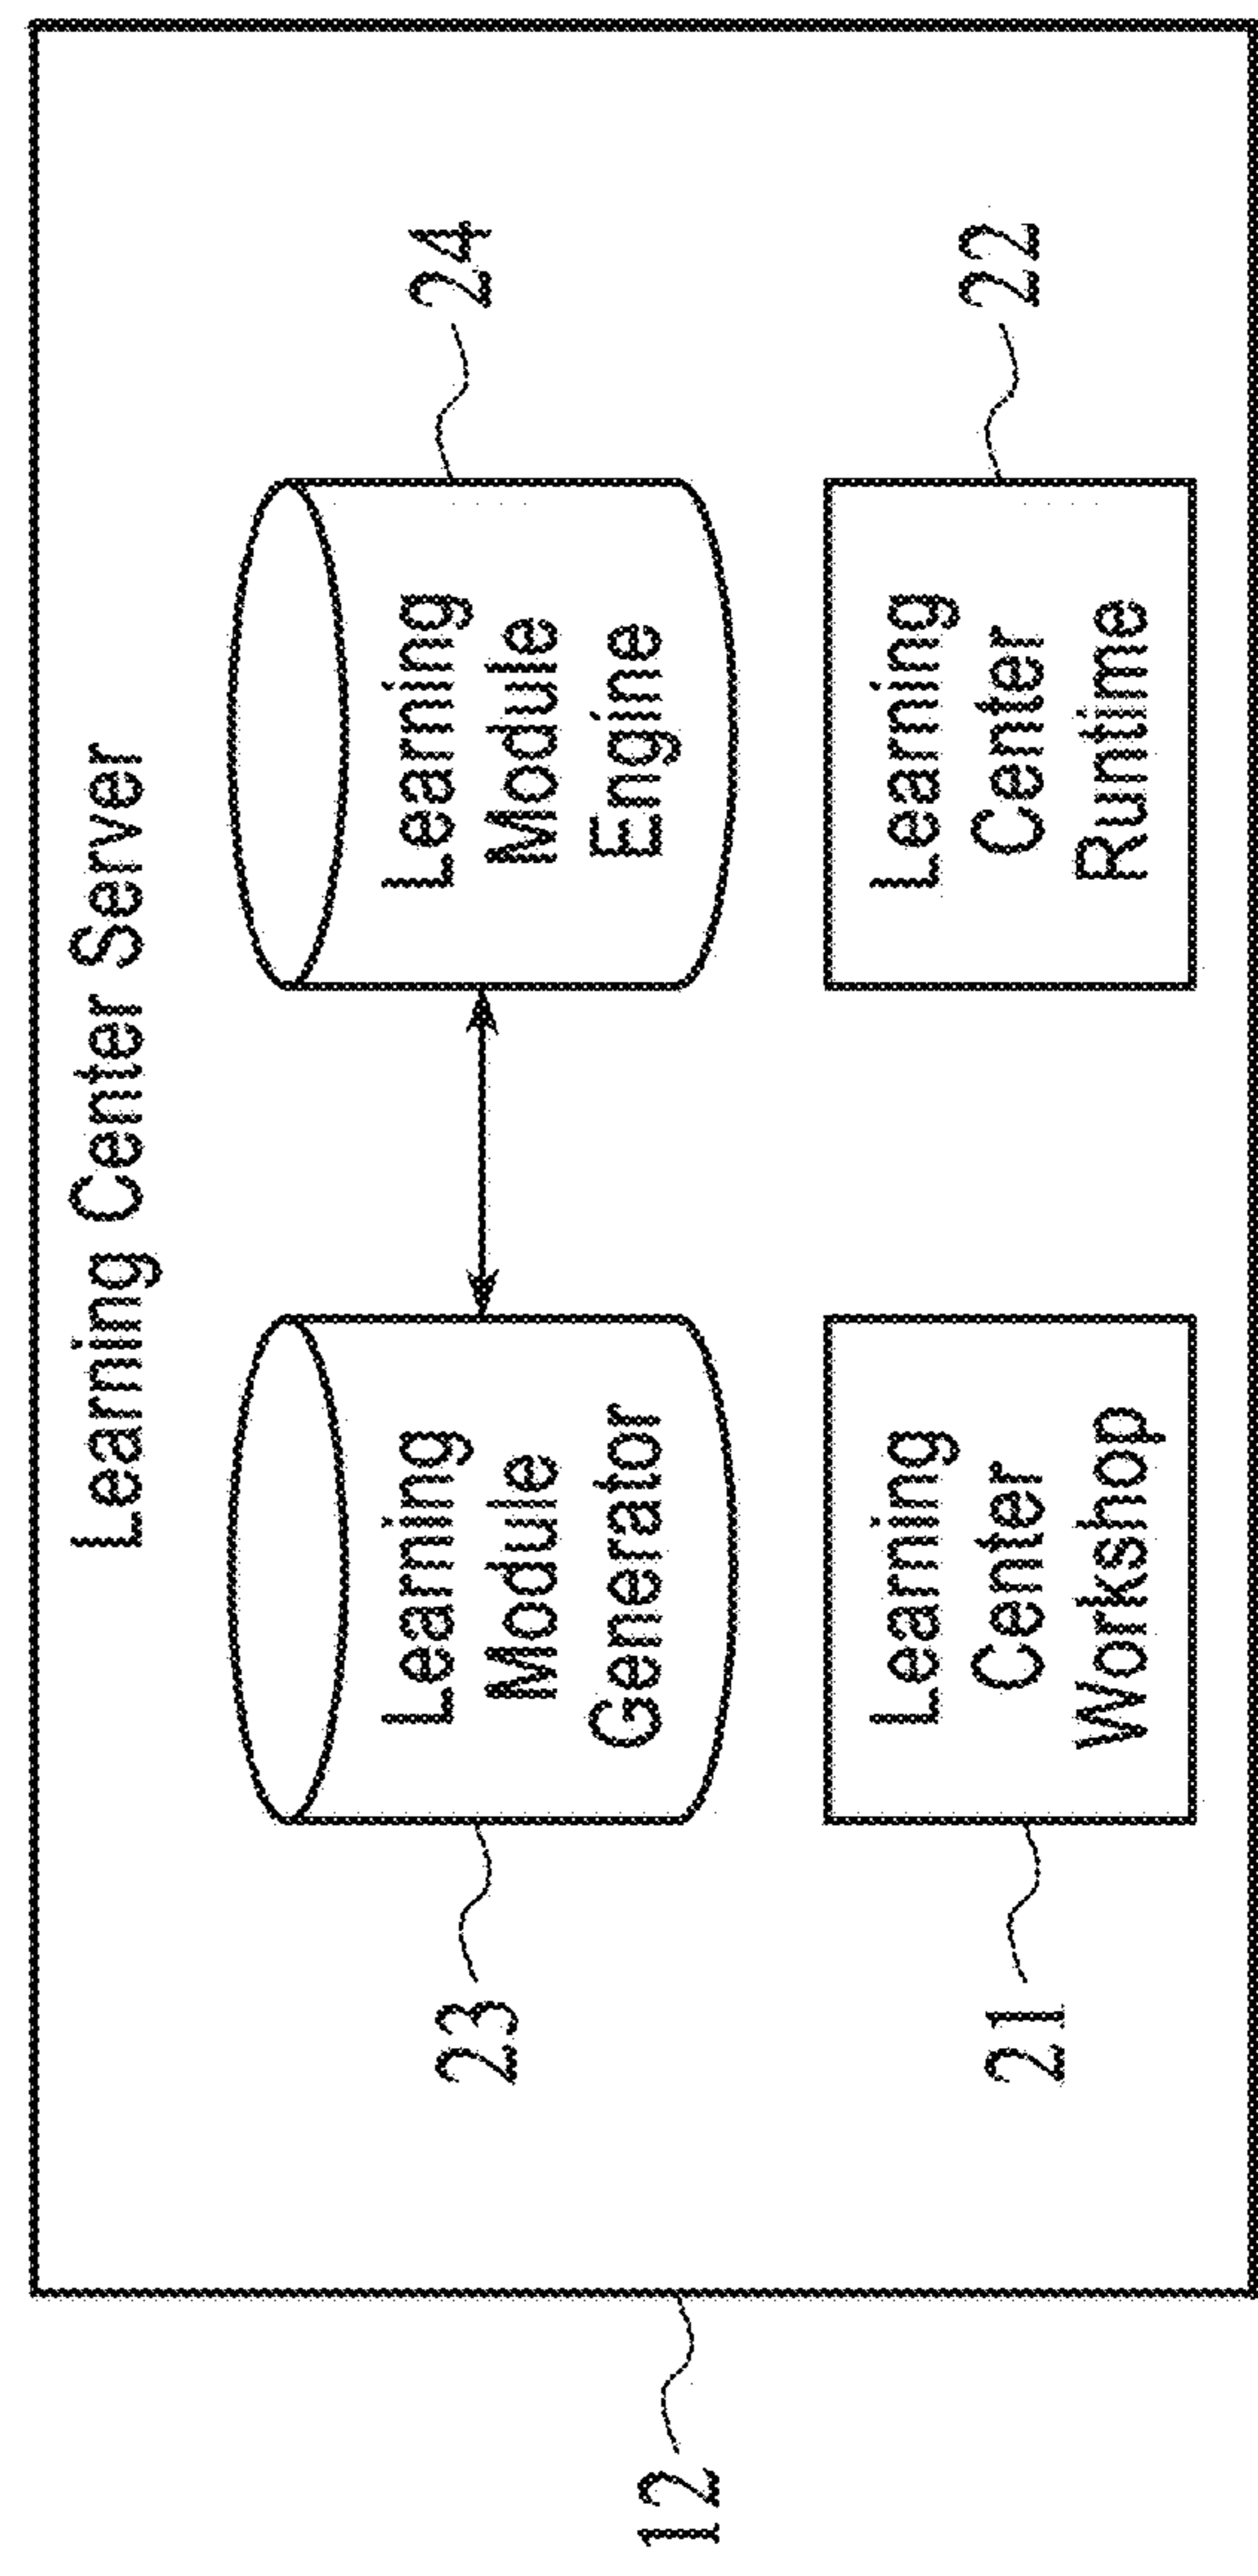 Learning Center Server
Learning
Module
Generator
23
Learning
Module
Engine
24
Learning
Center
Workshop
21
Learning
Center
Runtime
22
12